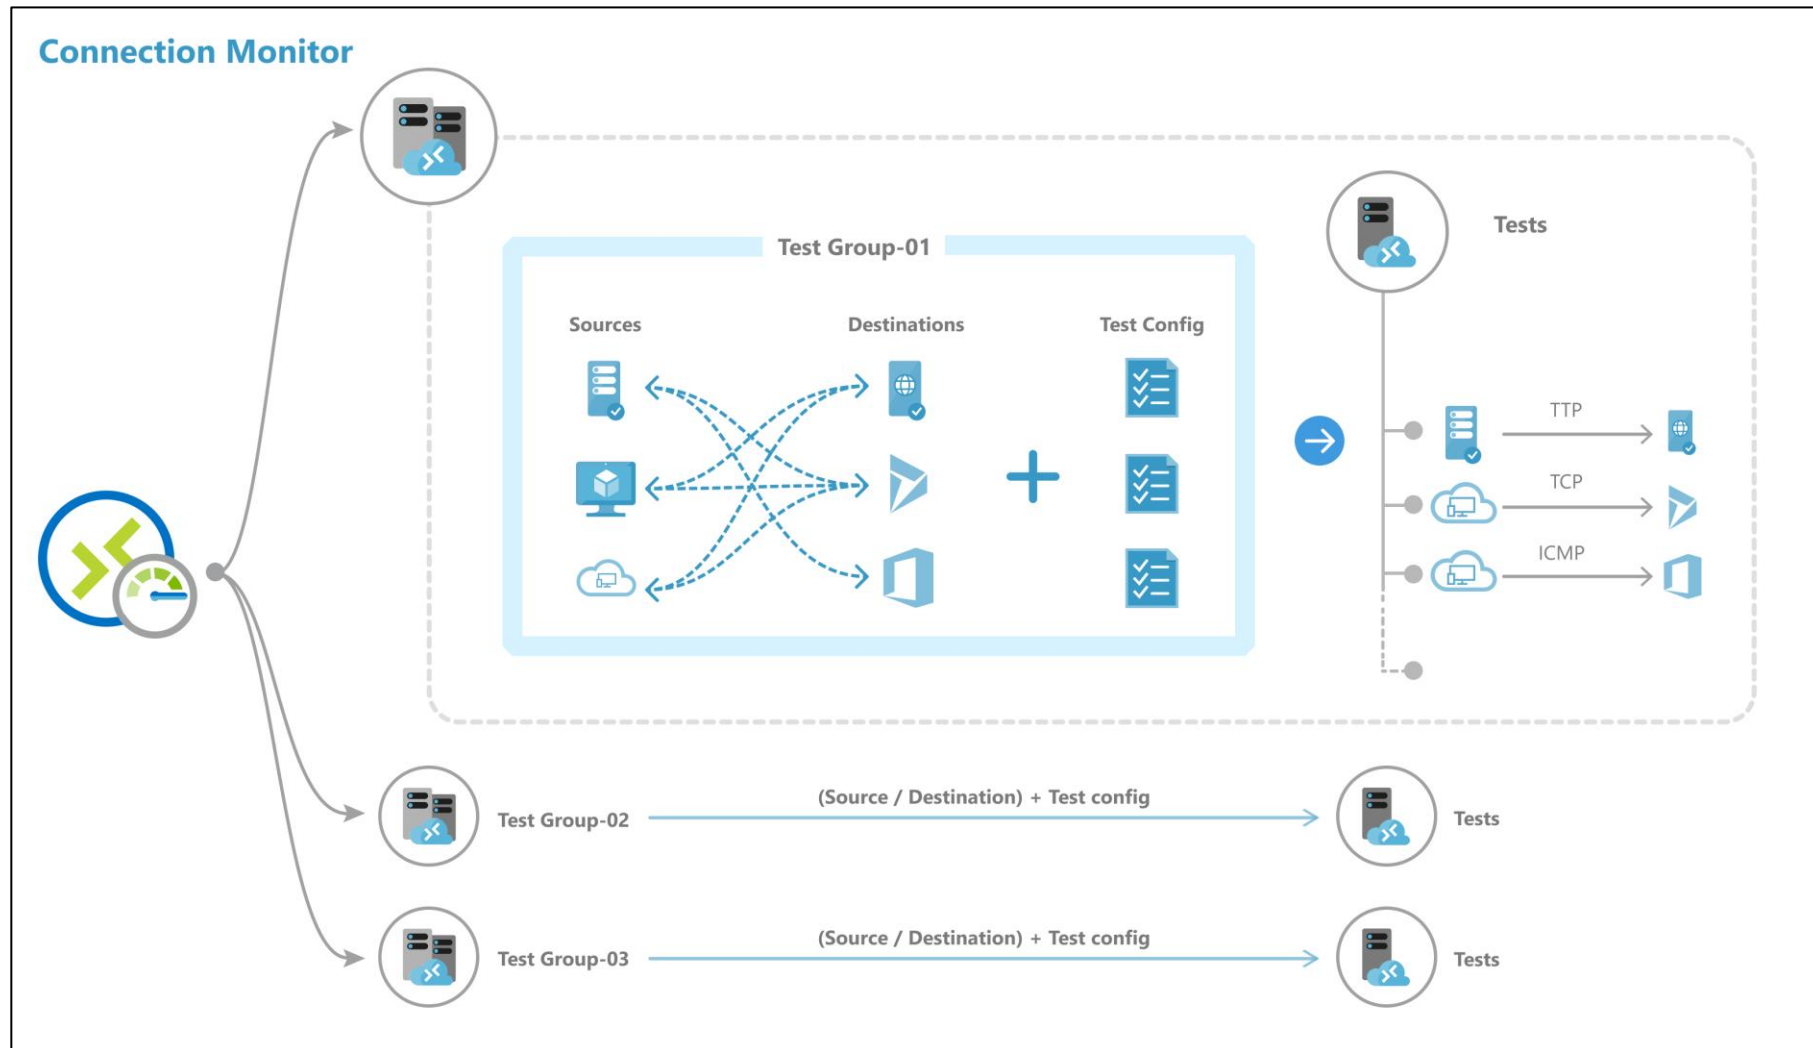 Connection Monitor
Test Group-01
Tests
Sources
Destinations
Test Config
TTP
TCP
ICMP
Test Group-02
(Source / Destination) + Test config
Tests
Test Group-03
(Source / Destination) + Test config
Tests